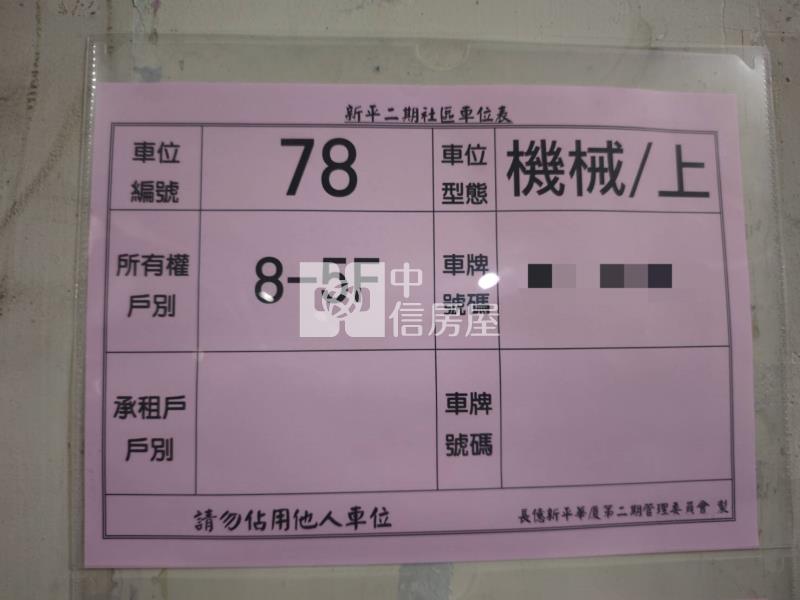 新平二期社區車位表
車位
編號
78
車位
型態
機械/上
所有權
戶別
8-5F
車牌
號碼
中
信房屋
承租戶
戶別
車牌
號碼
請勿佔用他人車位
長億新平華廈第二期管理委員會 製